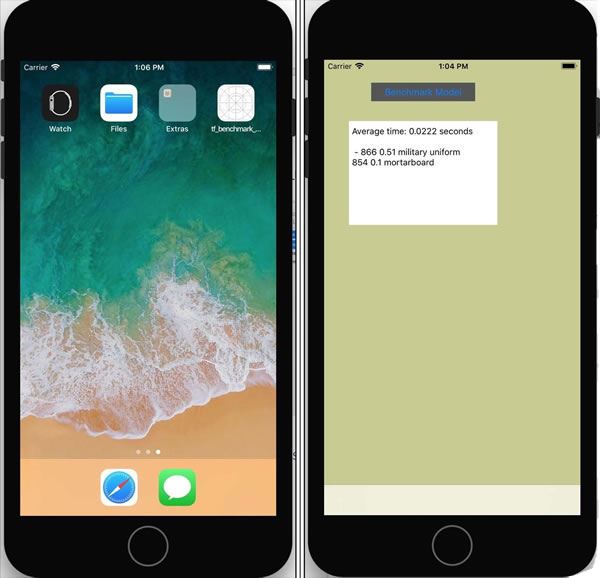 Carrier 1:06 PM
Watch Files Extras tf_benchmark_...
Carrier 1:04 PM
Benchmark Model
Average time: 0.0222 seconds
- 866 0.51 military uniform
854 0.1 mortarboard